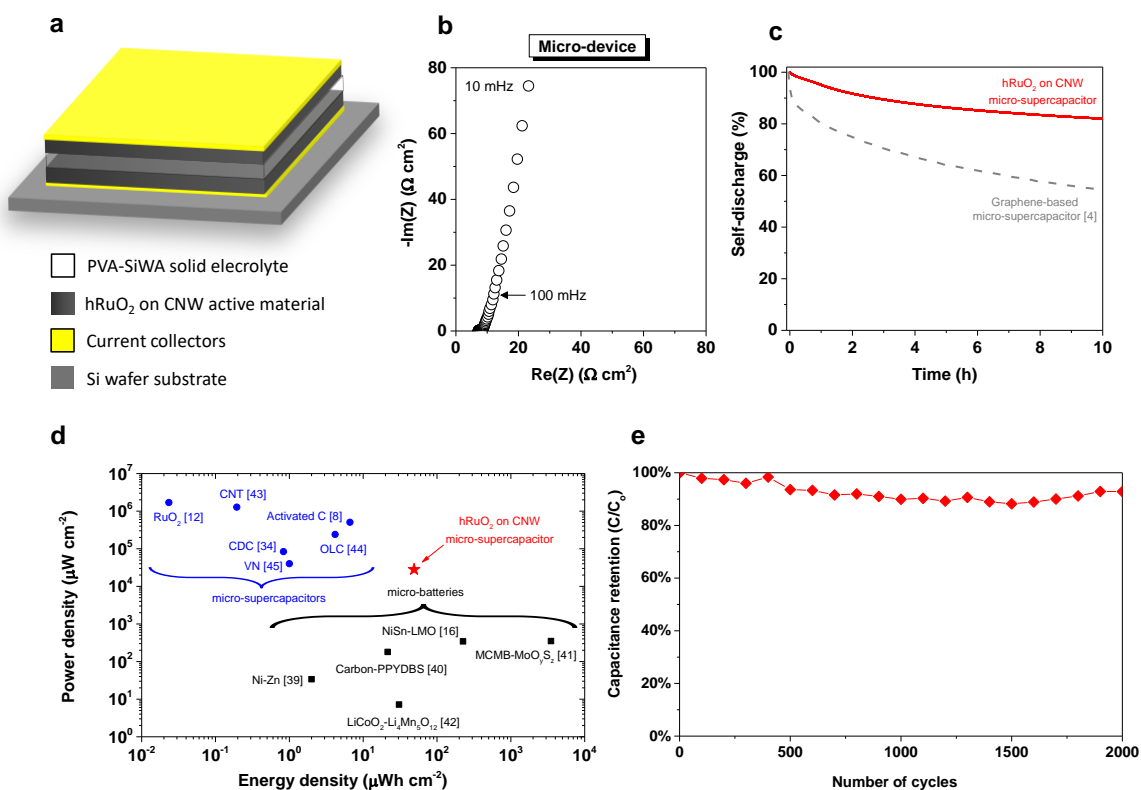 a
PVA-SiWA solid elecrolyte
hRuO₂ on CNW active material
Current collectors
Si wafer substrate
b
Micro-device
80
60
40
20
0
-Im(Z) (Ω cm²)
10 mHz
100 mHz
0 20 40 60 80
Re(Z) (Ω cm²)
c
100
80
60
40
20
0
Self-discharge (%)
hRuO₂ on CNW
micro-supercapacitor
Graphene-based
micro-supercapacitor [4]
0 2 4 6 8 10
Time (h)
d
10⁷
10⁶
10⁵
10⁴
10³
10²
10¹
10⁰
Power density (µW cm⁻²)
CNT [43]
RuO₂ [12]
Activated C [8]
CDC [34]
OLC [44]
VN [45]
micro-supercapacitors
hRuO₂ on CNW
micro-supercapacitor
micro-batteries
NiSn-LMO [16]
MCMB-MoOᵧS₂ [41]
Carbon-PPYDBS [40]
Ni-Zn [39]
LiCoO₂-Li₄Mn₅O₁₂ [42]
10⁻² 10⁻¹ 10⁰ 10¹ 10² 10³ 10⁴
Energy density (µWh cm⁻²)
e
100%
80%
60%
40%
20%
0%
Capacitance retention (C/Cₒ)
0 500 1000 1500 2000
Number of cycles